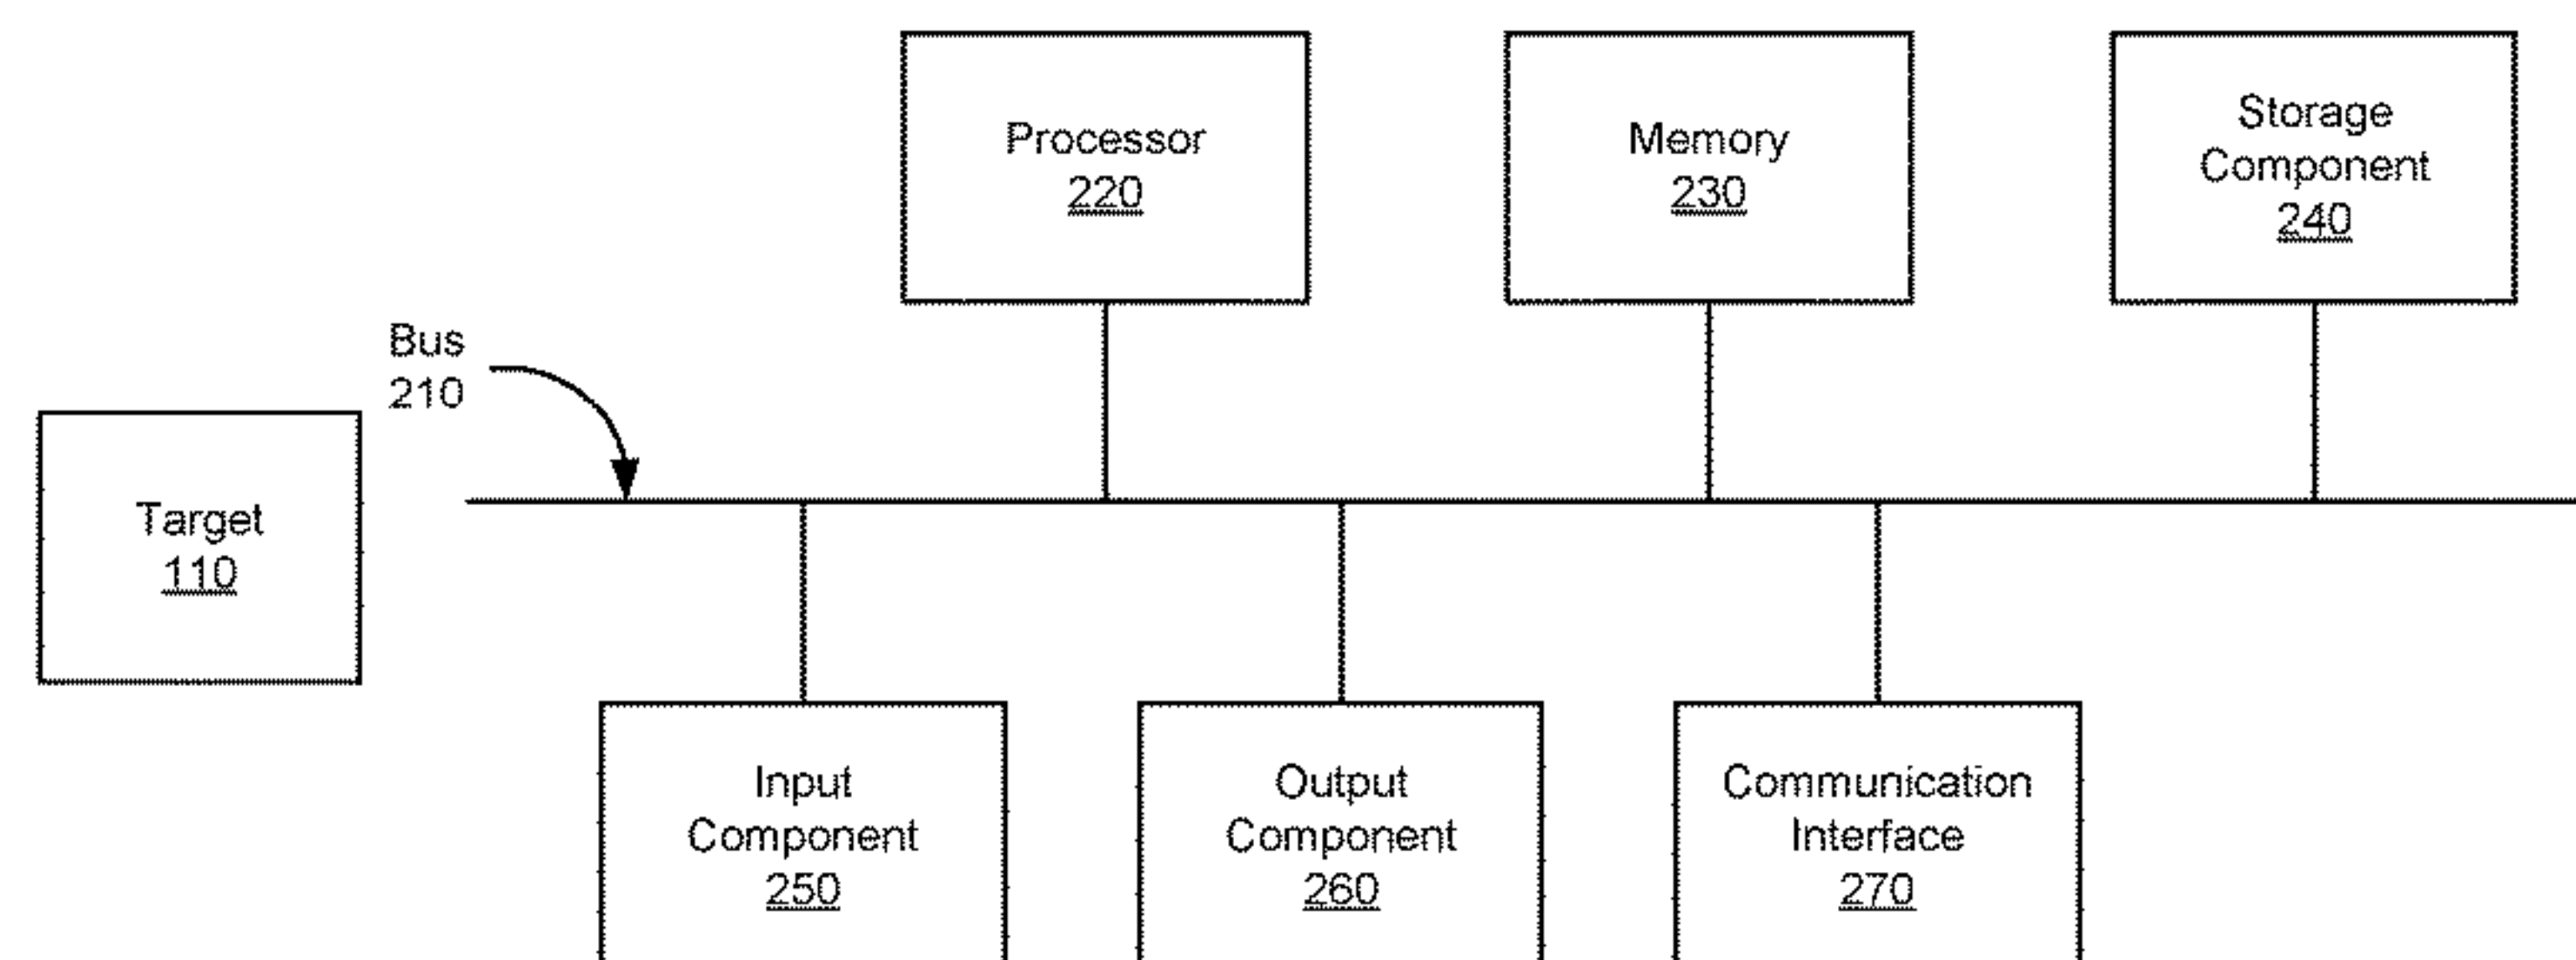 Processor
220
Memory
230
Storage
Component
240
Bus
210
Target
110
Input
Component
250
Output
Component
260
Communication
Interface
270